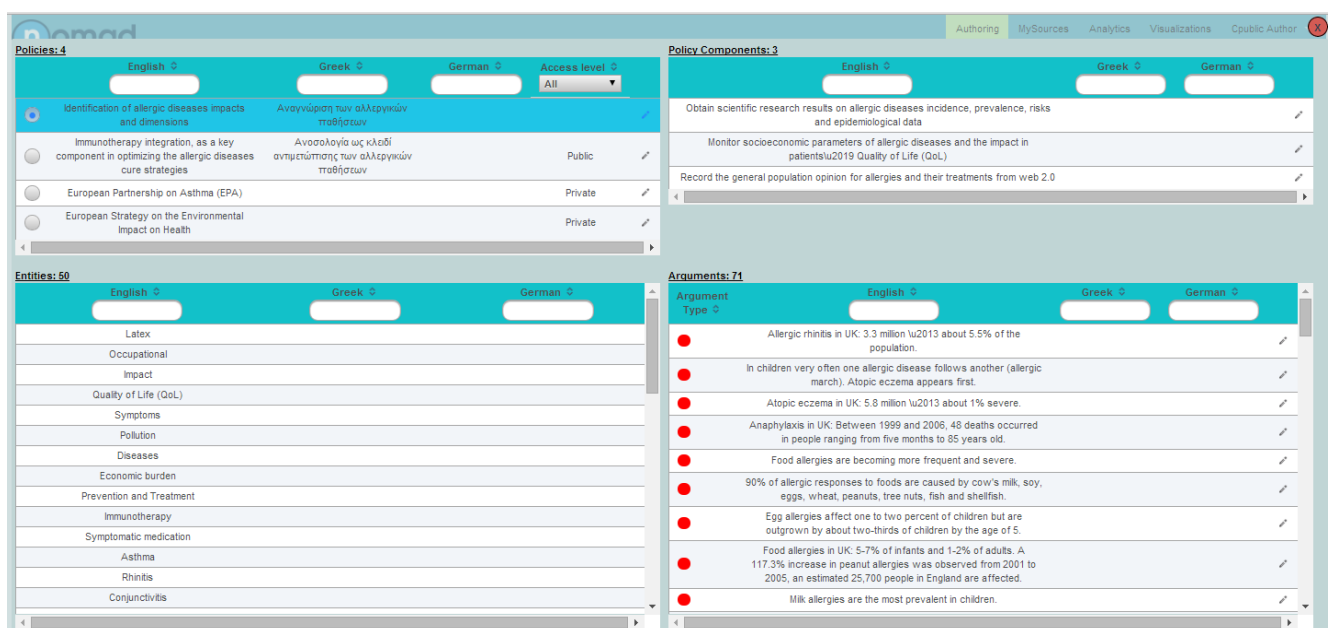 nomad
Authoring MySources Analytics Visualizations Cpublic Author X
Policies: 4
English Greek German Access level
All
Identification of allergic diseases impacts
and dimensions
Αναγνώριση των αλλεργικών
παθήσεων
Immunotherapy integration, as a key
component in optimizing the allergic diseases
cure strategies
Ανοσολογία ως κλειδί
αντιμετώπισης των αλλεργικών
παθήσεων
Public
European Partnership on Asthma (EPA) Private
European Strategy on the Environmental
Impact on Health
Private
Policy Components: 3
English Greek German
Obtain scientific research results on allergic diseases incidence, prevalence, risks
and epidemiological data
Monitor socioeconomic parameters of allergic diseases and the impact in
patients\u2019 Quality of Life (QoL)
Record the general population opinion for allergies and their treatments from web 2.0
Entities: 50
English Greek German
Latex
Occupational
Impact
Quality of Life (QoL)
Symptoms
Pollution
Diseases
Economic burden
Prevention and Treatment
Immunotherapy
Symptomatic medication
Asthma
Rhinitis
Conjunctivitis
Arguments: 71
Argument
Type
English Greek German
Allergic rhinitis in UK: 3.3 million \u2013 about 5.5% of the
population.
In children very often one allergic disease follows another (allergic
march). Atopic eczema appears first.
Atopic eczema in UK: 5.8 million \u2013 about 1% severe.
Anaphylaxis in UK: Between 1999 and 2006, 48 deaths occurred
in people ranging from five months to 85 years old.
Food allergies are becoming more frequent and severe.
90% of allergic responses to foods are caused by cow's milk, soy,
eggs, wheat, peanuts, tree nuts, fish and shellfish.
Egg allergies affect one to two percent of children but are
outgrown by about two-thirds of children by the age of 5.
Food allergies in UK: 5-7% of infants and 1-2% of adults. A
117.3% increase in peanut allergies was observed from 2001 to
2005, an estimated 25,700 people in England are affected.
Milk allergies are the most prevalent in children.